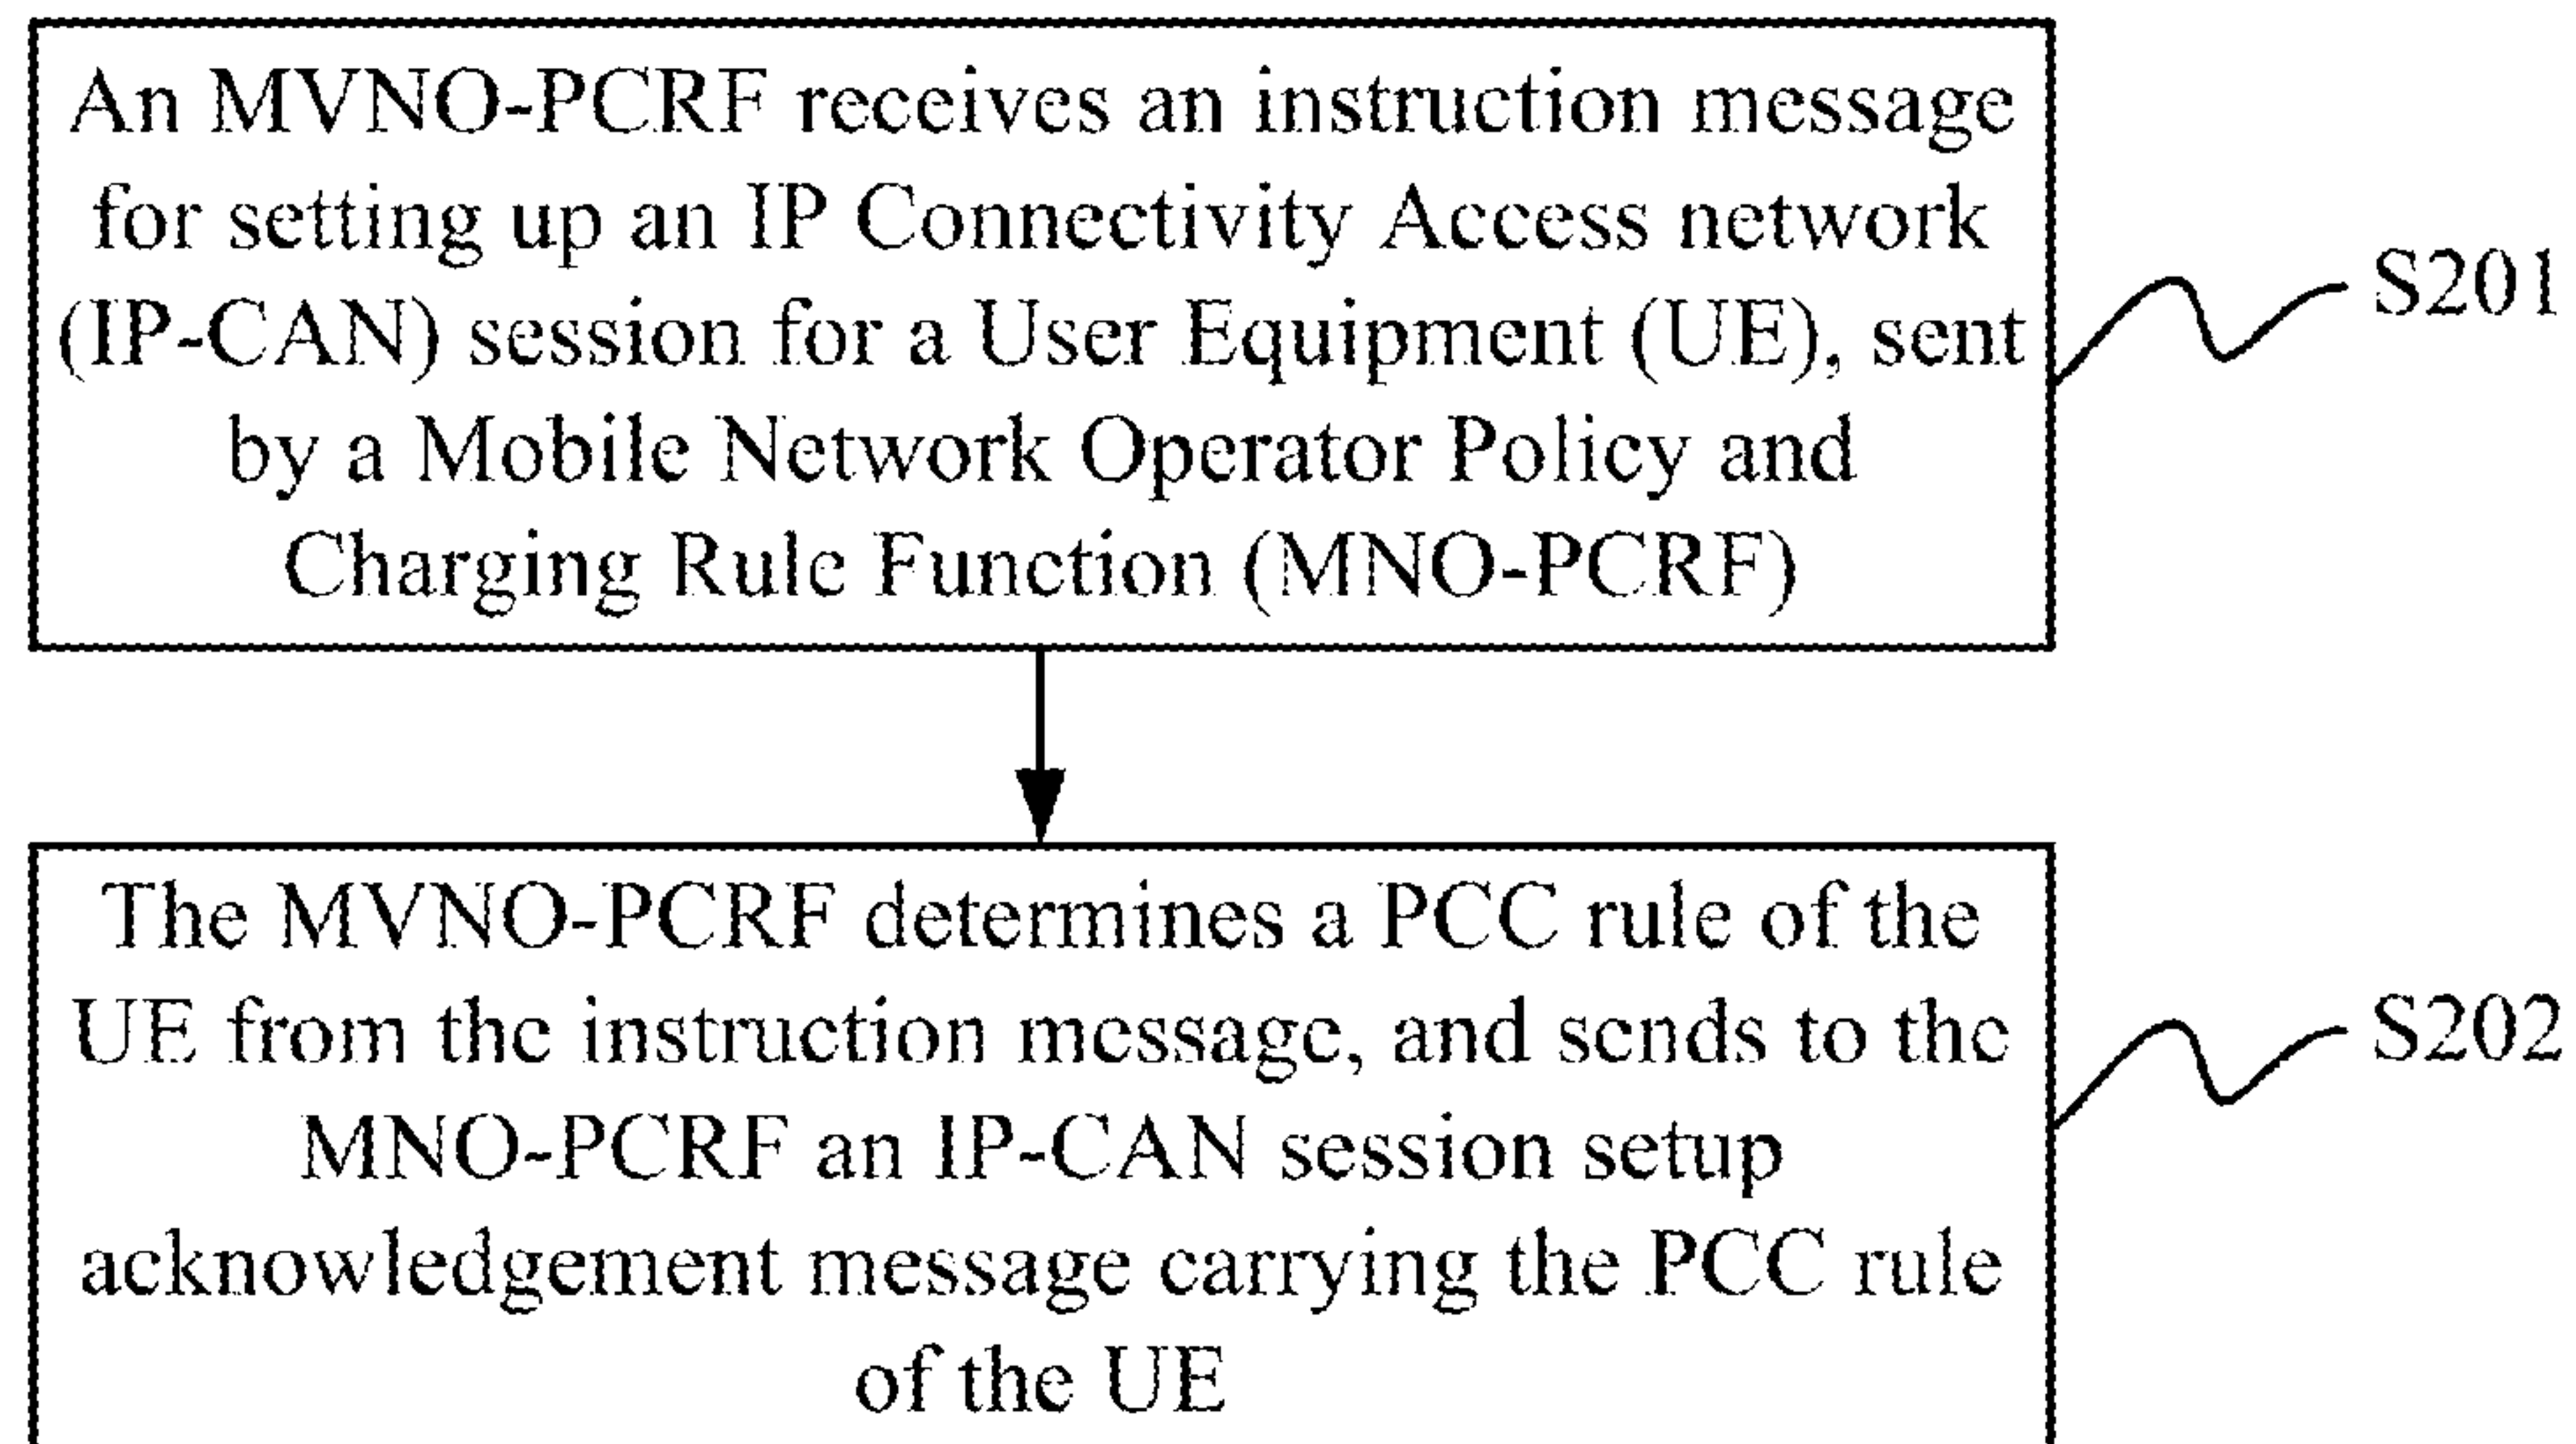 An MVNO-PCRF receives an instruction message
for setting up an IP Connectivity Access network
(IP-CAN) session for a User Equipment (UE), sent
by a Mobile Network Operator Policy and
Charging Rule Function (MNO-PCRF)
S201
The MVNO-PCRF determines a PCC rule of the
UE from the instruction message, and sends to the
MNO-PCRF an IP-CAN session setup
acknowledgement message carrying the PCC rule
of the UE
S202